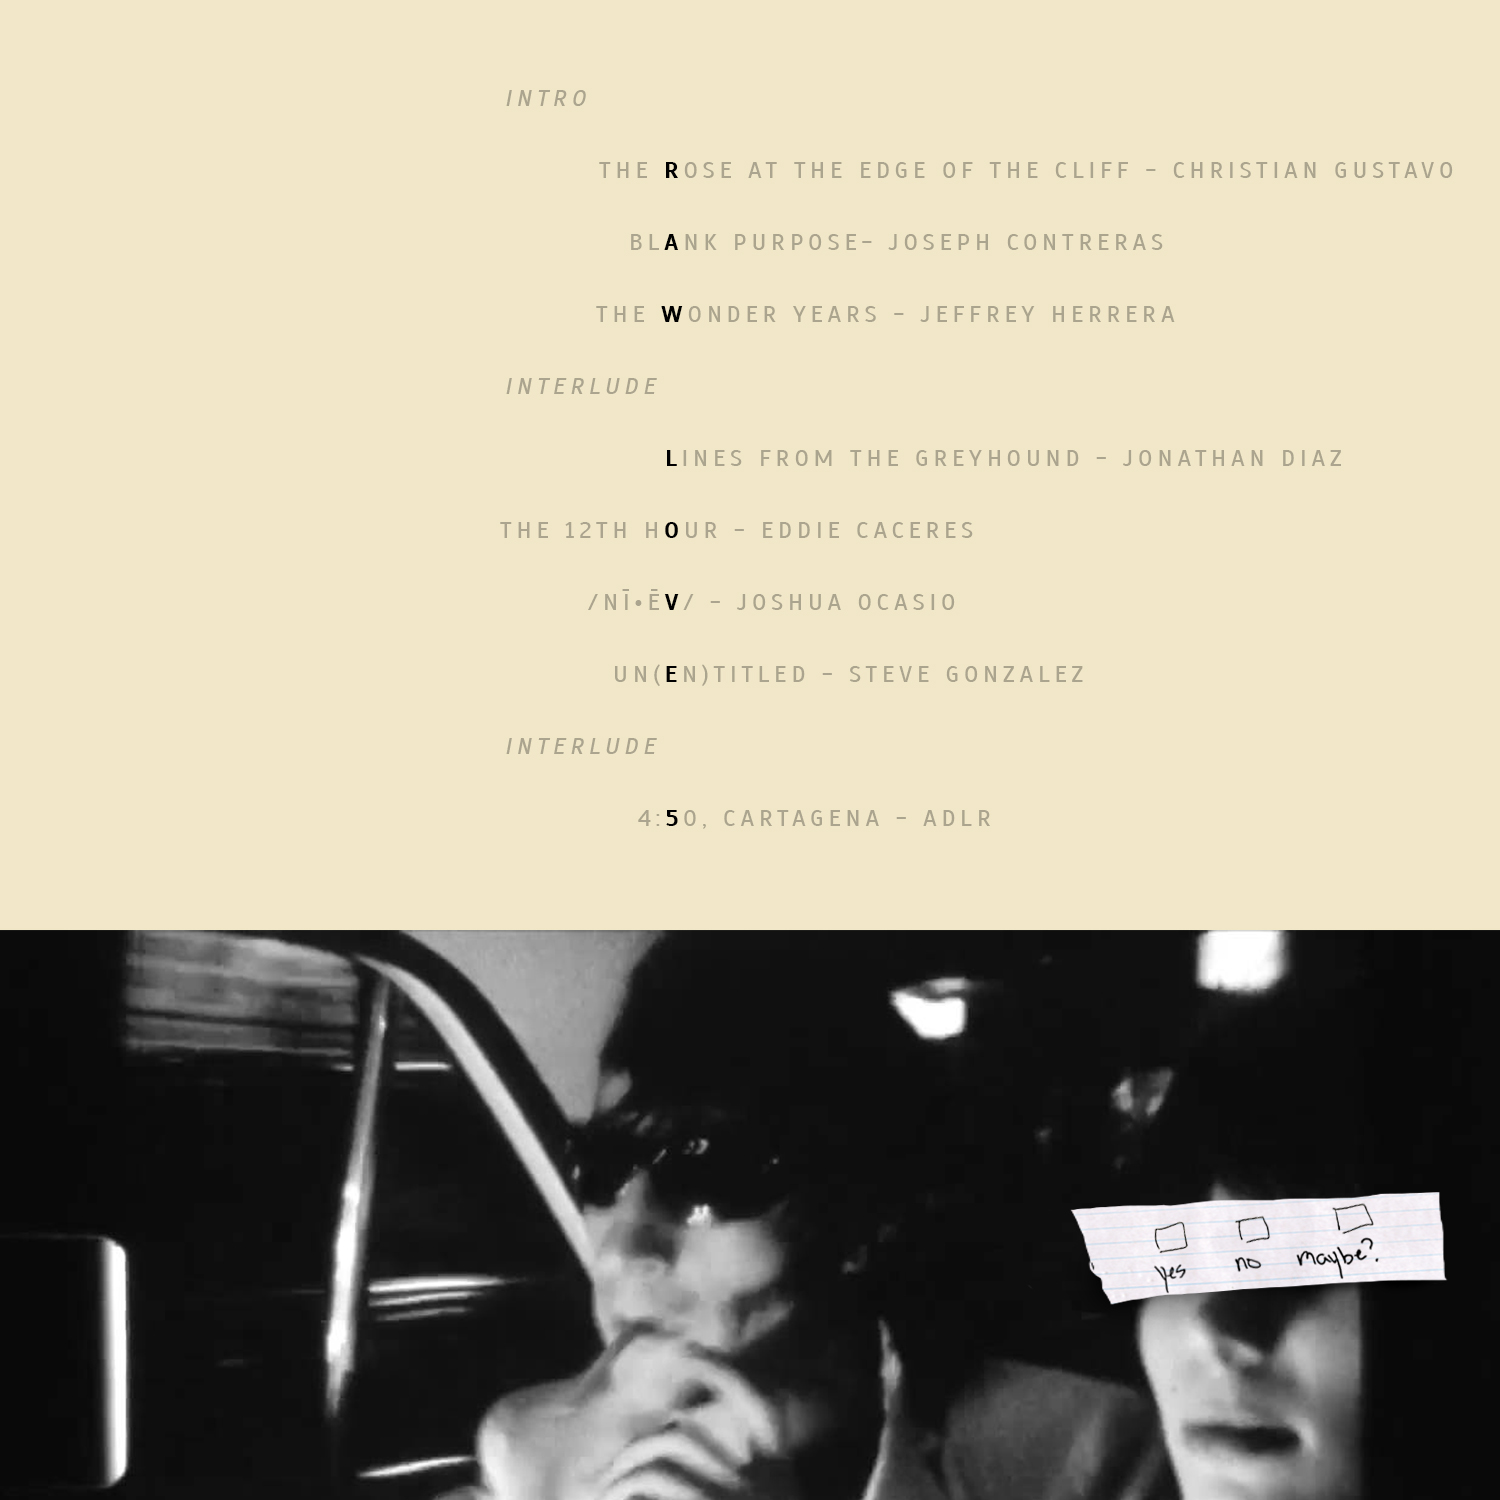 INTRO
THE ROSE AT THE EDGE OF THE CLIFF – CHRISTIAN GUSTAVO
BLANK PURPOSE– JOSEPH CONTRERAS
THE WONDER YEARS – JEFFREY HERRERA
INTERLUDE
LINES FROM THE GREYHOUND – JONATHAN DIAZ
THE 12TH HOUR – EDDIE CACERES
/NĪ•ĒV/ – JOSHUA OCASIO
UN(EN)TITLED – STEVE GONZALEZ
INTERLUDE
4:50, CARTAGENA – ADLR
yes no maybe?